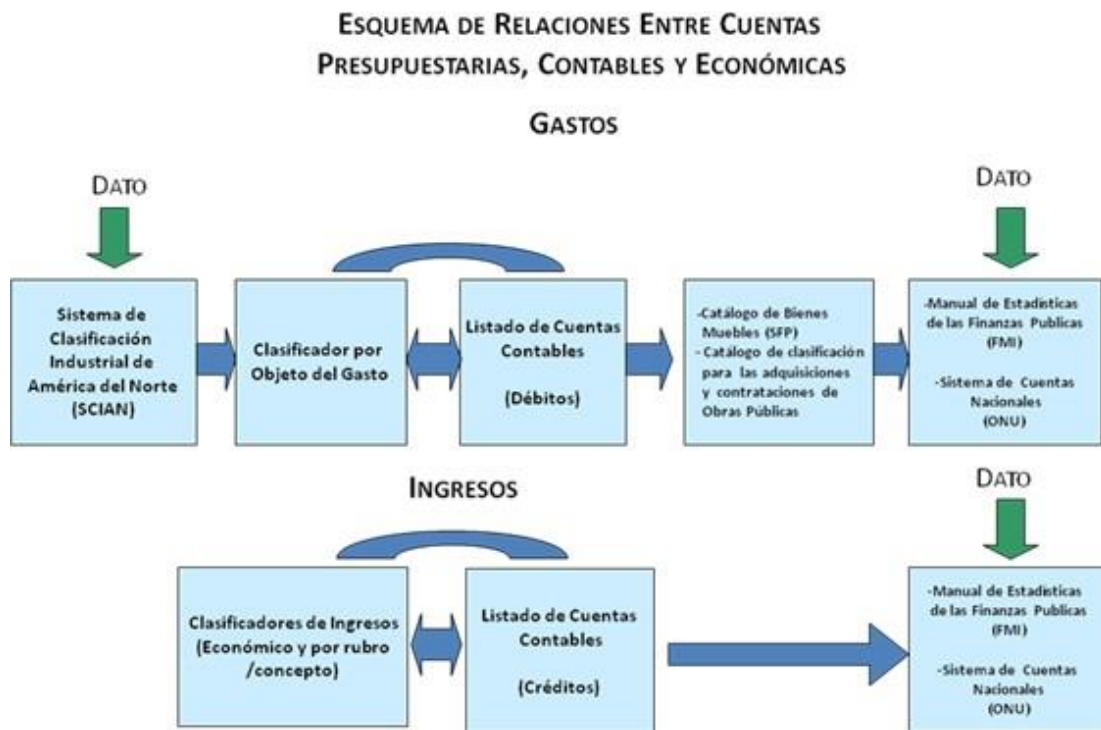 ESQUEMA DE RELACIONES ENTRE CUENTAS
PRESUPUESTARIAS, CONTABLES Y ECONÓMICAS
GASTOS
DATO
DATO
Sistema de
Clasificación
Industrial de
América del Norte
(SCIAN)
Clasificador por
Objeto del Gasto
Listado de Cuentas
Contables
(Débitos)
-Catálogo de Bienes
Muebles (SFP)
- Catálogo de clasificación
para las adquisiciones
y contrataciones de
Obras Públicas
-Manual de Estadísticas
de las Finanzas Publicas
(FMI)
-Sistema de Cuentas
Nacionales
(ONU)
INGRESOS
DATO
Clasificadores de Ingresos
(Económico y por rubro
/concepto)
Listado de Cuentas
Contables
(Créditos)
-Manual de Estadísticas
de las Finanzas Publicas
(FMI)
-Sistema de Cuentas
Nacionales
(ONU)